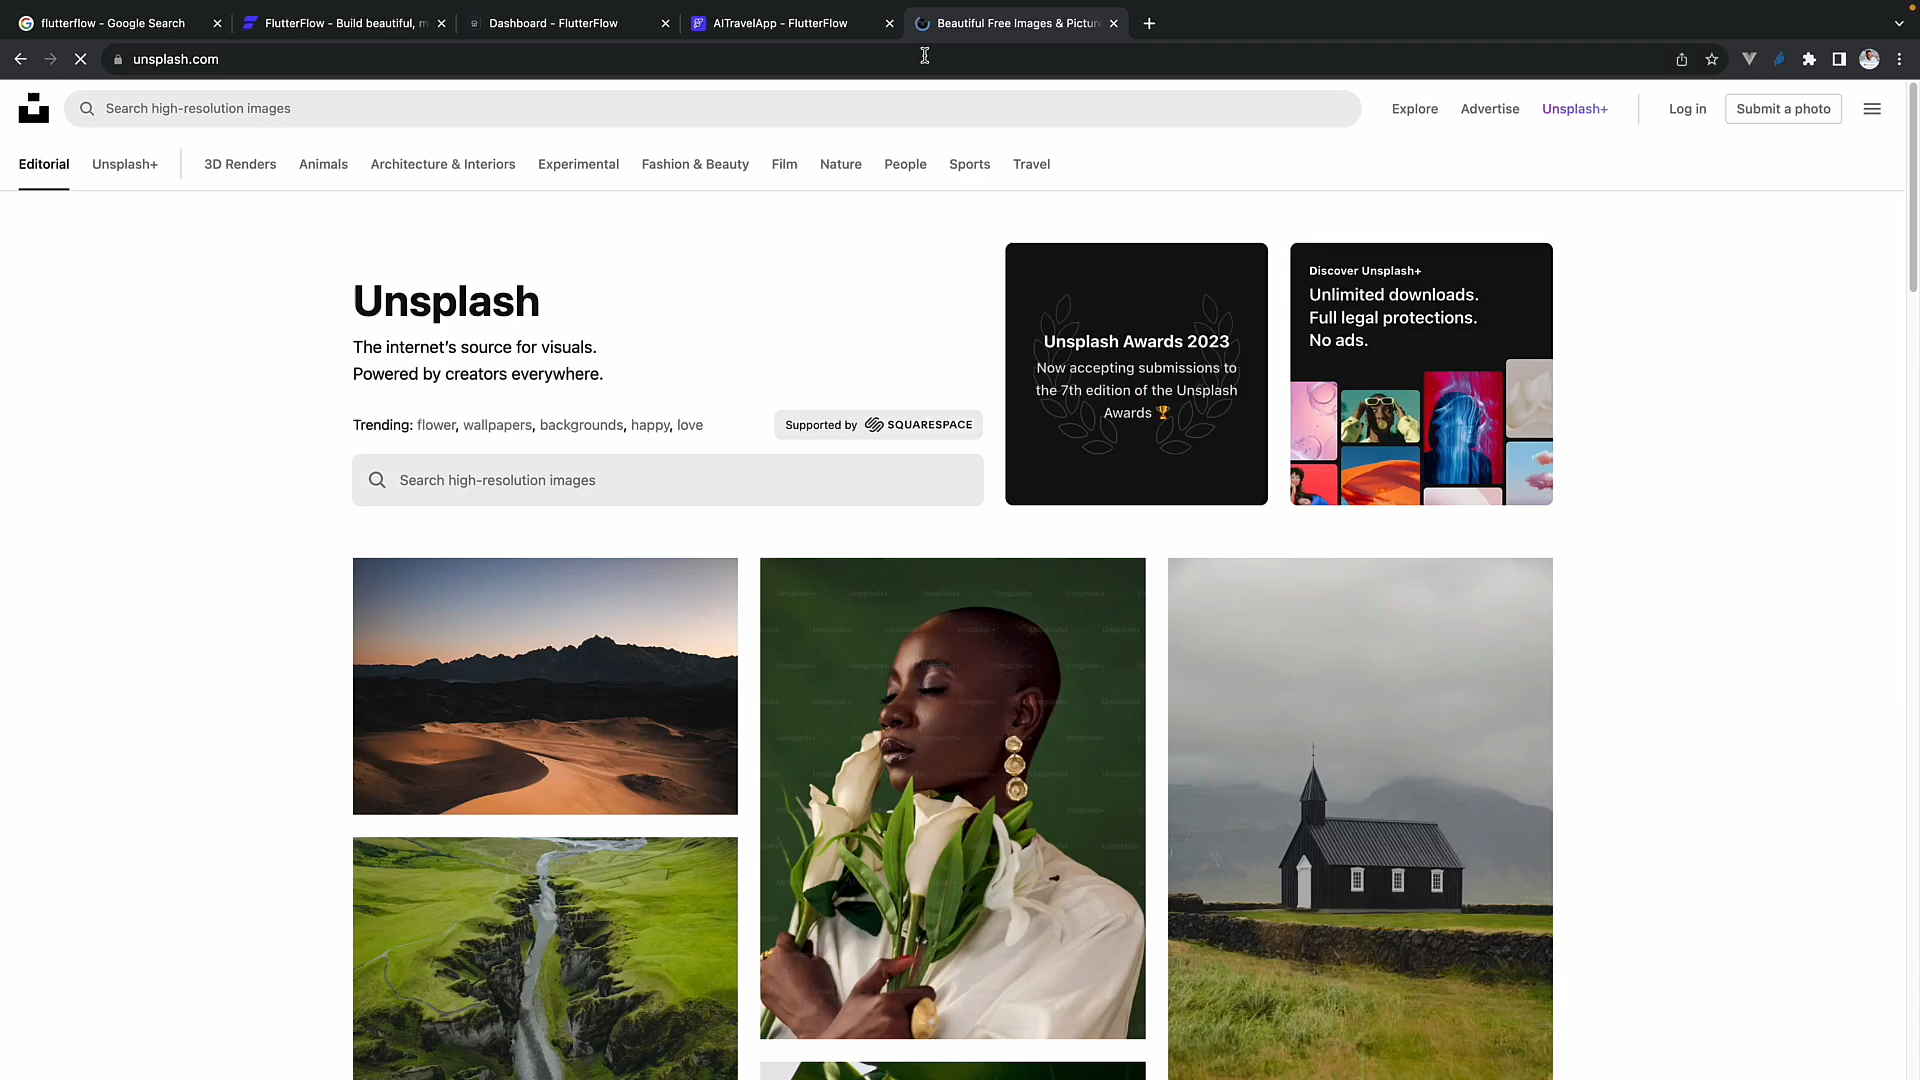 flutterflow - Google Search
FlutterFlow - Build beautiful, m
Dashboard - FlutterFlow
AITravelApp - FlutterFlow
Beautiful Free Images & Pictur
unsplash.com
Search high-resolution images
Explore
Advertise
Unsplash+
Log in
Submit a photo
Editorial
Unsplash+
3D Renders
Animals
Architecture & Interiors
Experimental
Fashion & Beauty
Film
Nature
People
Sports
Travel
Unsplash
The internet's source for visuals.
Powered by creators everywhere.
Trending: flower, wallpapers, backgrounds, happy, love
Supported by SQUARESPACE
Search high-resolution images
Unsplash Awards 2023
Now accepting submissions to
the 7th edition of the Unsplash
Awards 🏆
Discover Unsplash+
Unlimited downloads.
Full legal protections.
No ads.